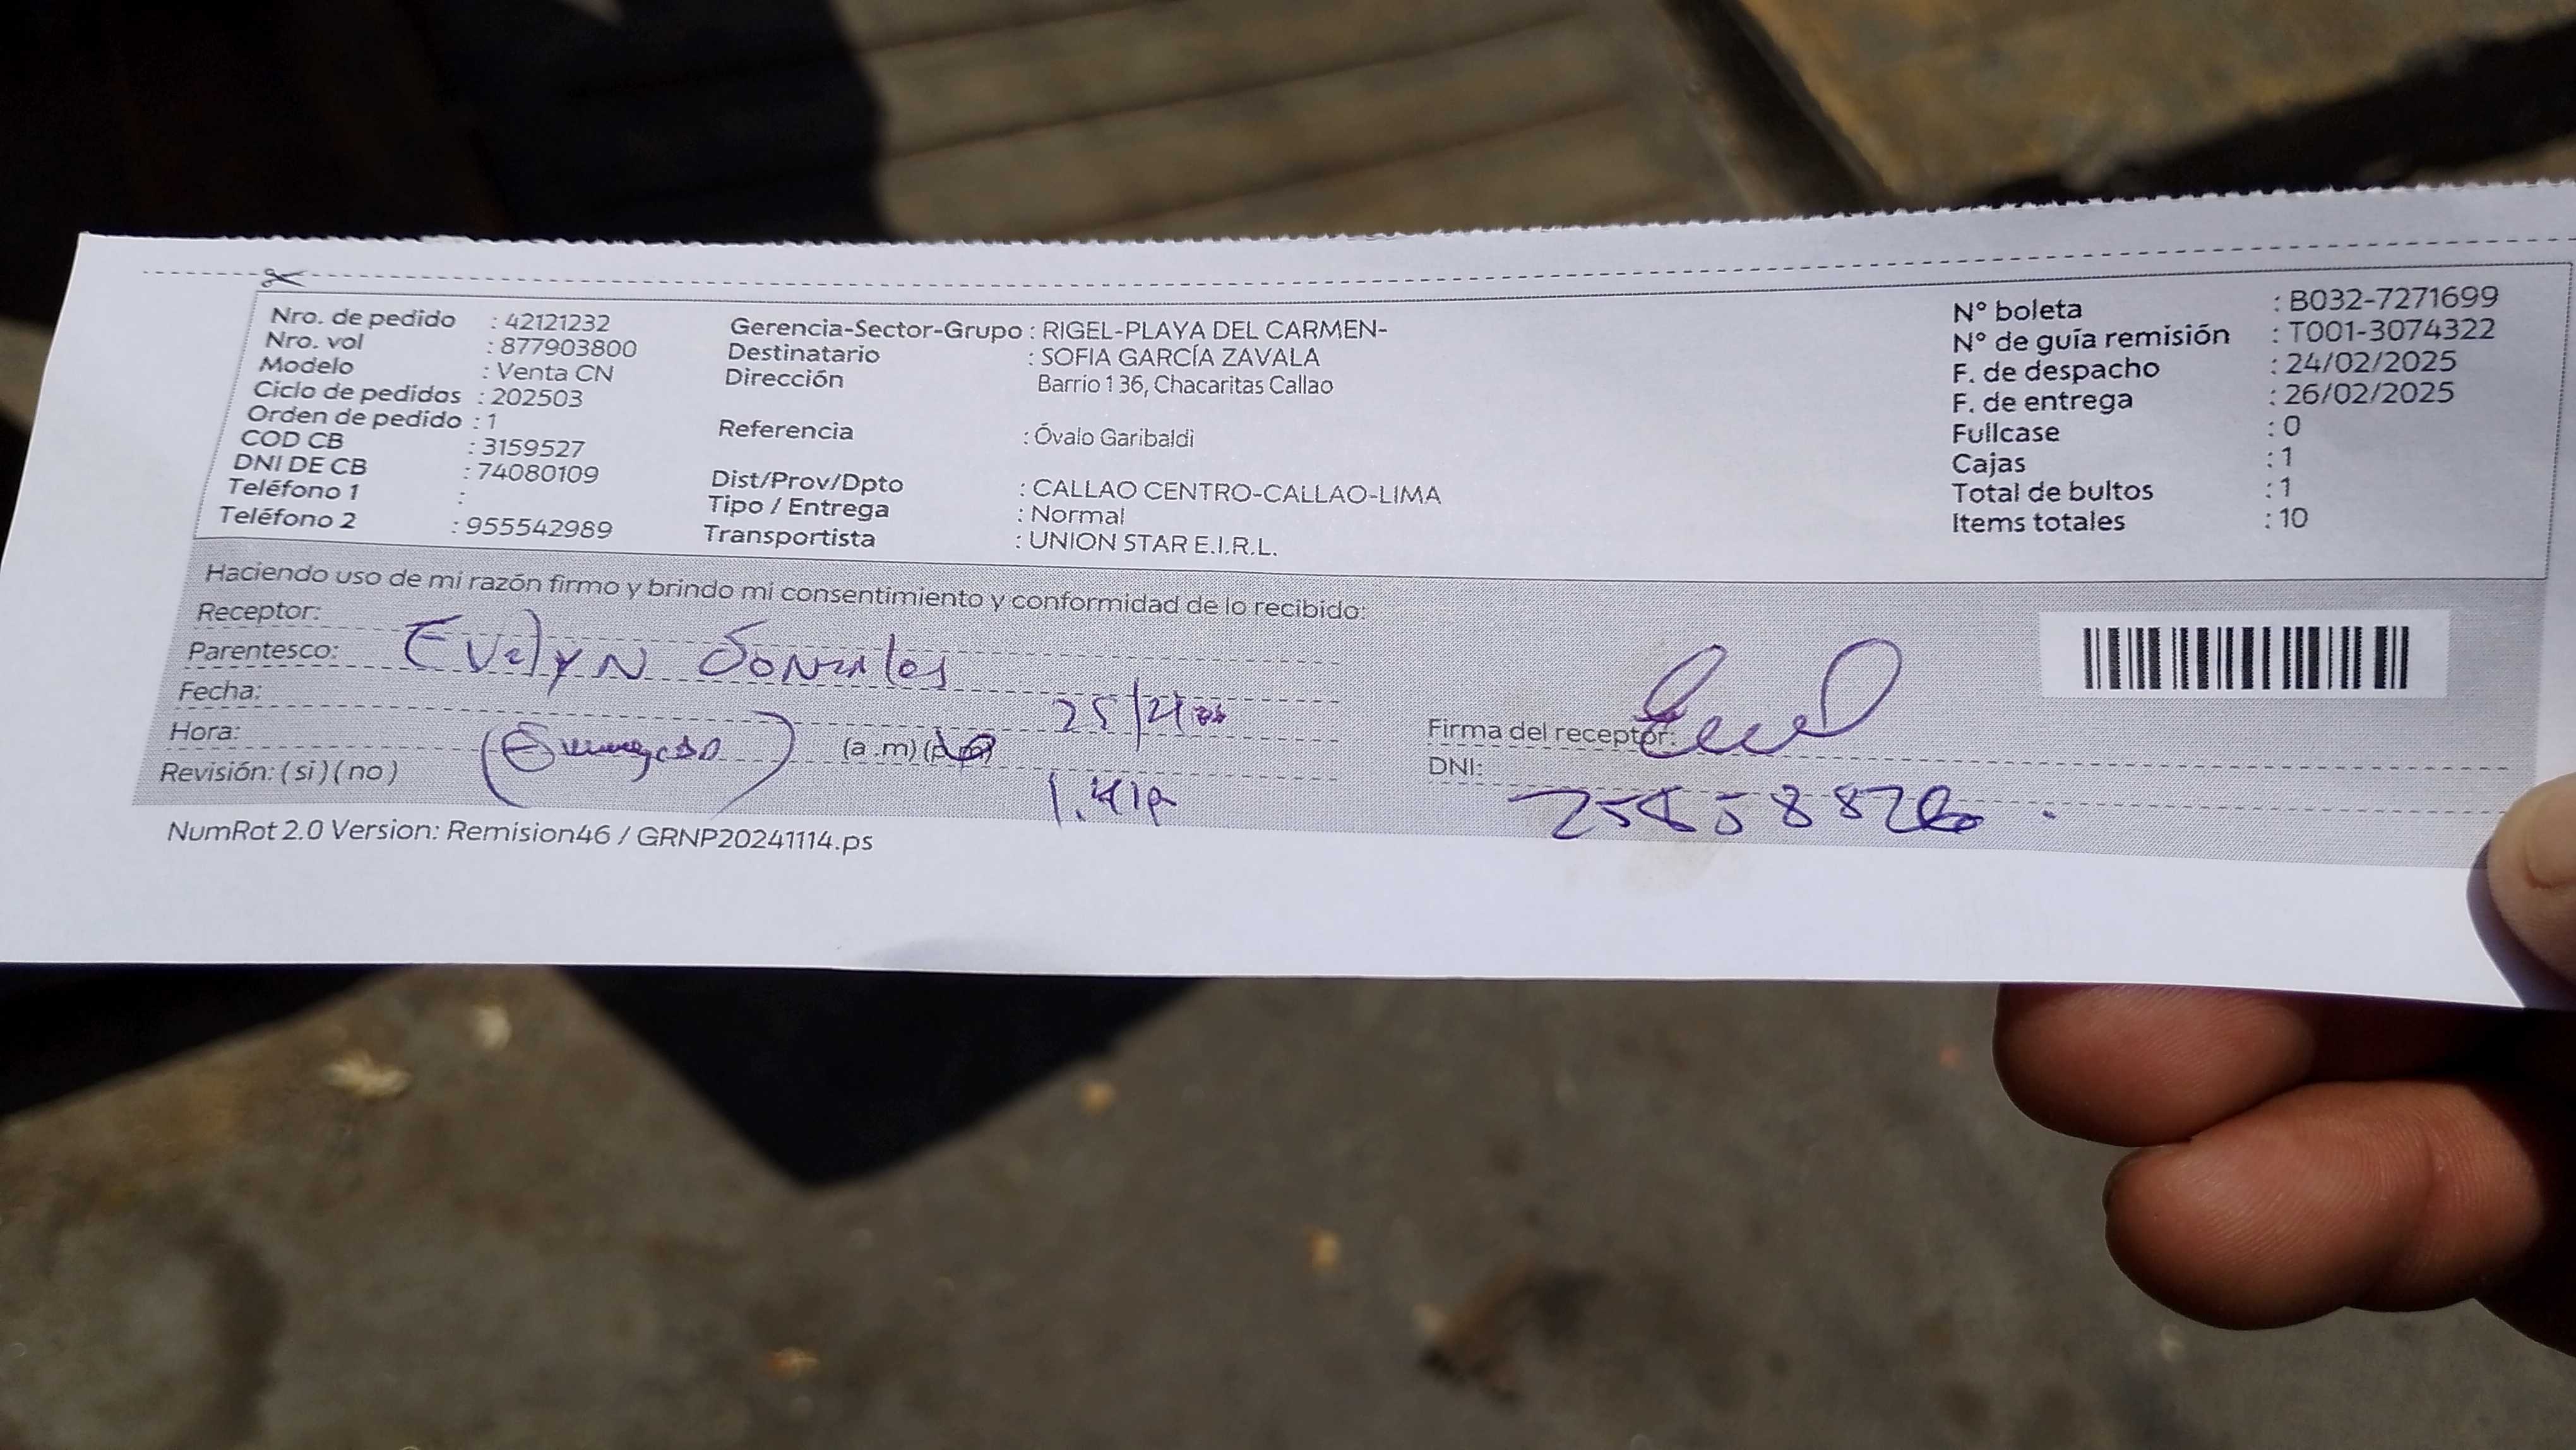 Nro. de pedido : 42121232
Nro. vol : 877903800
Modelo : Venta CN
Ciclo de pedidos : 202503
Orden de pedido : 1
COD CB : 3159527
DNI DE CB : 74080109
Teléfono 1 :
Teléfono 2 : 955542989
Gerencia-Sector-Grupo : RIGEL-PLAYA DEL CARMEN-
Destinatario : SOFIA GARCÍA ZAVALA
Dirección Barrio 1 36, Chacaritas Callao
Referencia : Óvalo Garibaldi
Dist/Prov/Dpto : CALLAO CENTRO-CALLAO-LIMA
Tipo / Entrega : Normal
Transportista : UNION STAR E.I.R.L.
N° boleta : B032-7271699
N° de guía remisión : T001-3074322
F. de despacho : 24/02/2025
F. de entrega : 26/02/2025
Fullcase : 0
Cajas : 1
Total de bultos : 1
Items totales : 10
Haciendo uso de mi razón firmo y brindo mi consentimiento y conformidad de lo recibido:
Receptor:
Parentesco: Evelyn Gonzales
Fecha:
Hora: (a.m)
Revisión: (si) (no)
Firma del receptor:
DNI:
NumRot 2.0 Version: Remision46 / GRNP20241114.ps